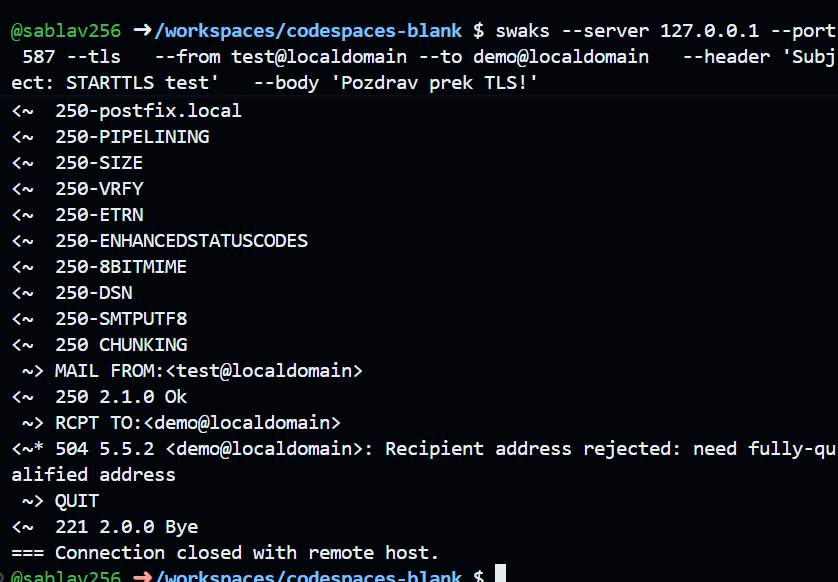 @sablav256 ➜/workspaces/codespaces-blank $ swaks --server 127.0.0.1 --port
 587 --tls   --from test@localdomain --to demo@localdomain   --header 'Subj
ect: STARTTLS test'   --body 'Pozdrav prek TLS!'
<~  250-postfix.local
<~  250-PIPELINING
<~  250-SIZE
<~  250-VRFY
<~  250-ETRN
<~  250-ENHANCEDSTATUSCODES
<~  250-8BITMIME
<~  250-DSN
<~  250-SMTPUTF8
<~  250 CHUNKING
 ~> MAIL FROM:<test@localdomain>
<~  250 2.1.0 Ok
 ~> RCPT TO:<demo@localdomain>
<~* 504 5.5.2 <demo@localdomain>: Recipient address rejected: need fully-qu
alified address
 ~> QUIT
<~  221 2.0.0 Bye
=== Connection closed with remote host.
@sablav256 ➜/workspaces/codespaces-blank $